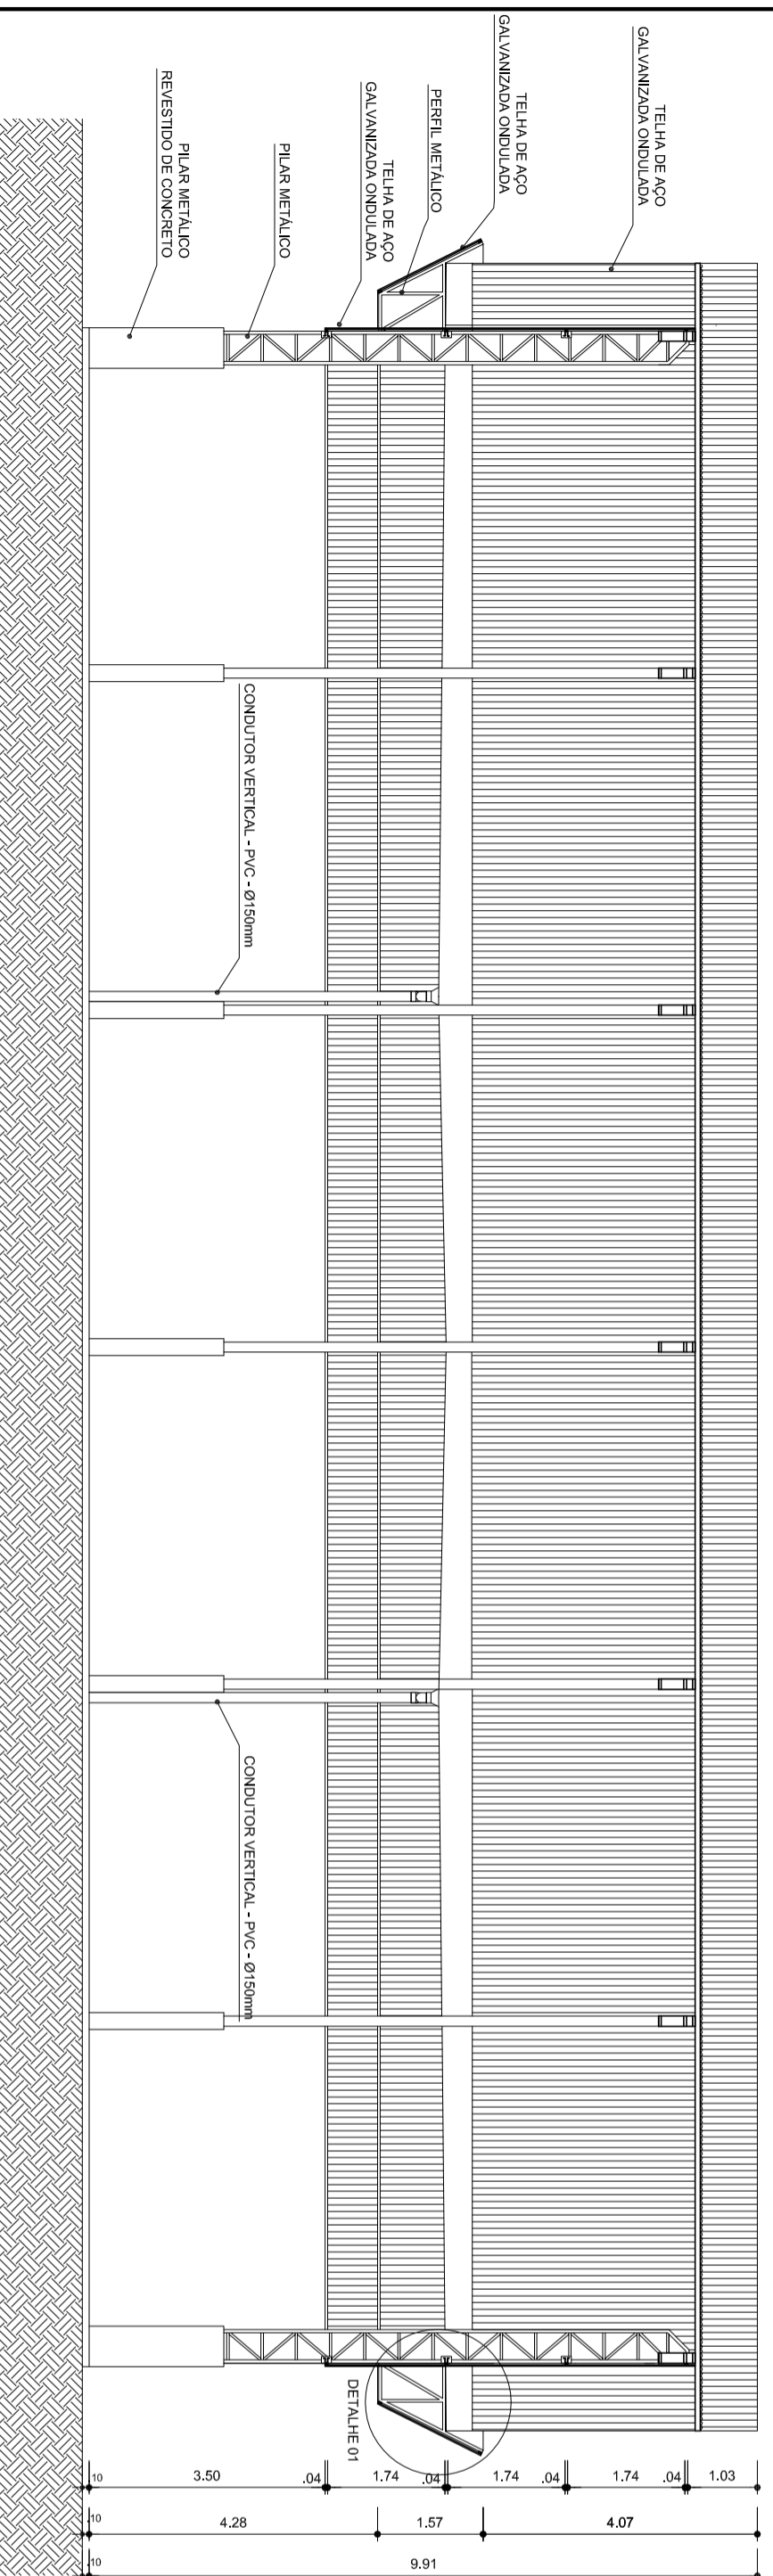 TELHA DE AÇO
GALVANIZADA ONDULADA
TELHA DE AÇO
GALVANIZADA ONDULADA
PERFIL METÁLICO
TELHA DE AÇO
GALVANIZADA ONDULADA
PILAR METÁLICO
PILAR METÁLICO
REVESTIDO DE CONCRETO
CONDUTOR VERTICAL - PVC - Ø150mm
CONDUTOR VERTICAL - PVC - Ø150mm
DETALHE 01
.10
3.50
.04
1.74
.04
1.74
.04
1.74
.04
1.03
.10
4.28
1.57
4.07
.10
9.91